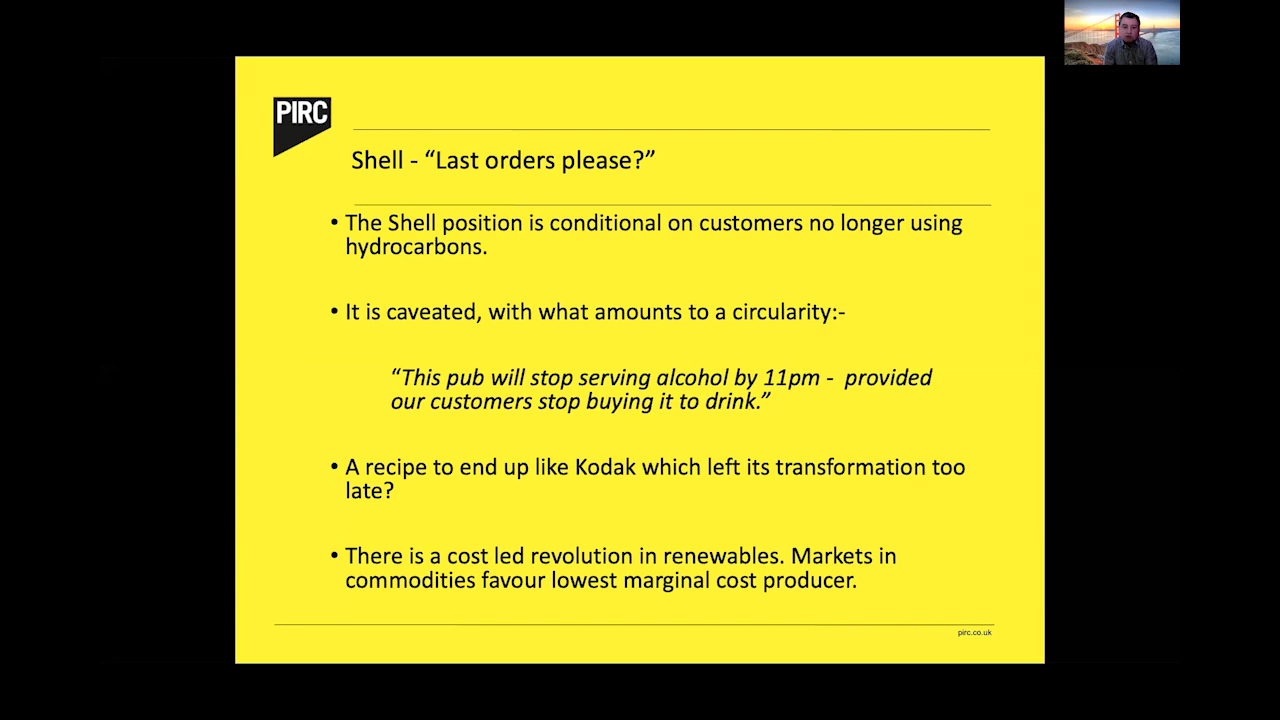 PIRC
Shell - “Last orders please?”
• The Shell position is conditional on customers no longer using
hydrocarbons.
• It is caveated, with what amounts to a circularity:-
“This pub will stop serving alcohol by 11pm - provided
our customers stop buying it to drink.”
• A recipe to end up like Kodak which left its transformation too
late?
• There is a cost led revolution in renewables. Markets in
commodities favour lowest marginal cost producer.
pirc.co.uk